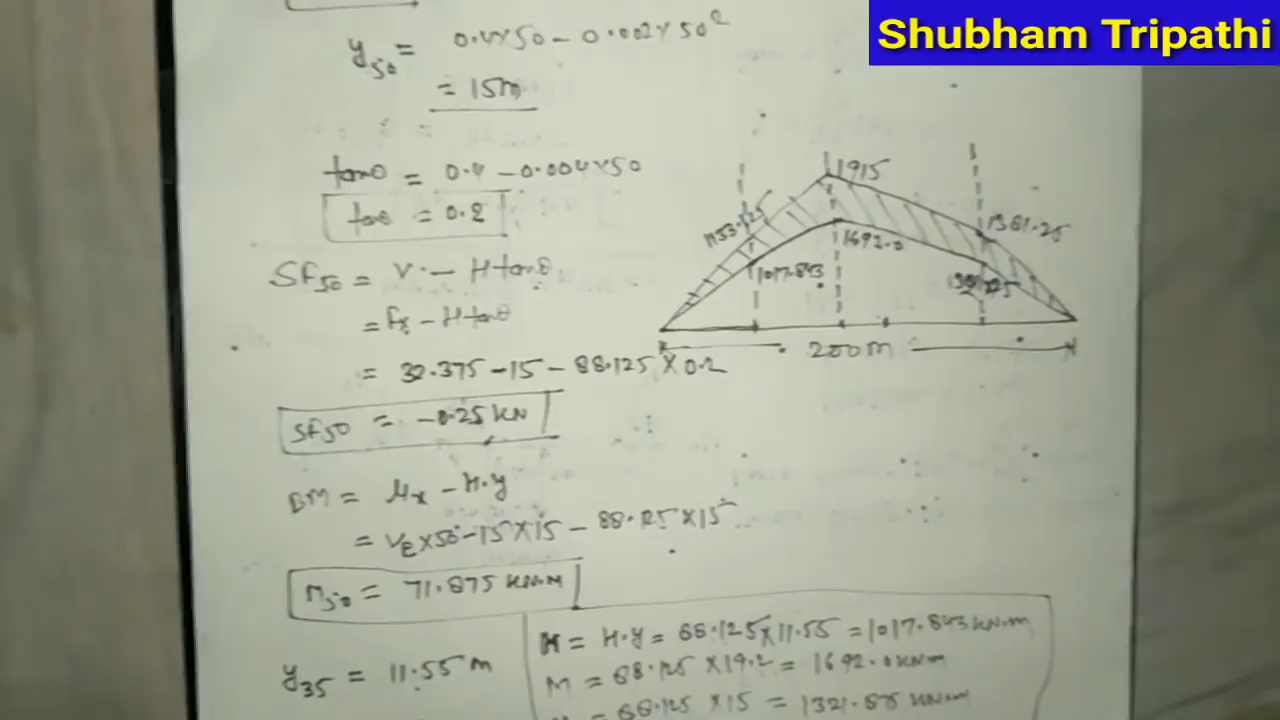 Shubham Tripathi
y50 = 0.4×50 - 0.002×50²
= 15m
tanθ = 0.4 - 0.004×50
tanθ = 0.2
SF50 = V - H tanθ
= Fx - H tanθ
= 32.375 - 15 - 88.125 × 0.2
SF50 = -0.25 KN
BM = Mx - H.y
= VE×50 - 15×15 - 88.125×15
M50 = 71.875 KN.M
y35 = 11.55 m
M = H.y = 88.125×11.55 = 1017.843 KN.m
M = 88.125 × 19.2 = 1692.0 KNm
= 88.125 × 15 = 1321.875 KNm
1915
1153.125
1361.25
1692.0
1017.843
200m